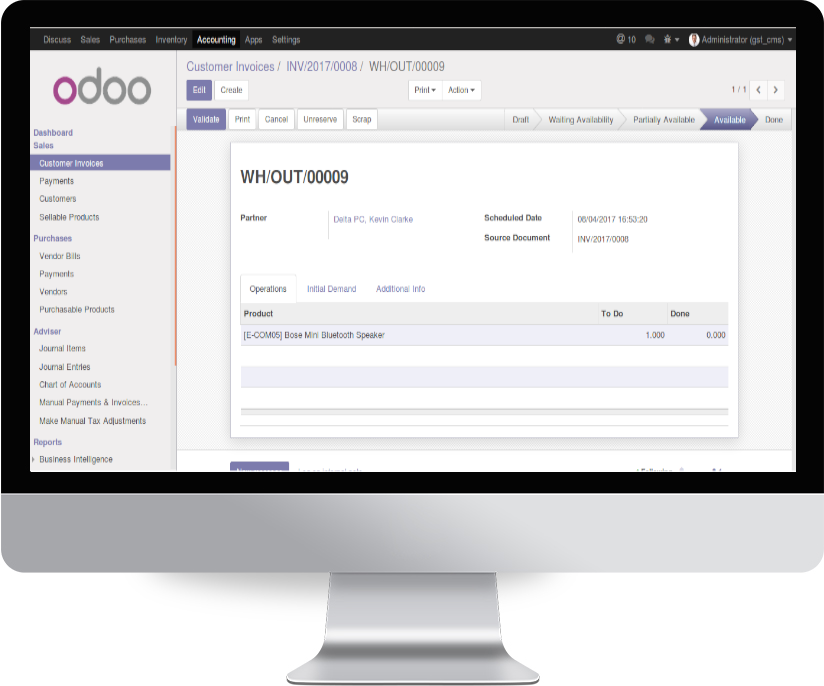 Discuss Sales Purchases Inventory Accounting Apps Settings @ 10 Administrator (gst_cms)
odoo
Customer Invoices / INV/2017/0008 / WH/OUT/00009
Edit Create Print Action 1 / 1
Validate Print Cancel Unreserve Scrap Draft Waiting Availability Partially Available Available Done
Dashboard
Sales
Customer Invoices
Payments
Customers
Sellable Products
Purchases
Vendor Bills
Payments
Vendors
Purchasable Products
Adviser
Journal Items
Journal Entries
Chart of Accounts
Manual Payments & Invoices...
Make Manual Tax Adjustments
Reports
Business Intelligence
WH/OUT/00009
Partner Delta PC, Kevin Clarke Scheduled Date 08/04/2017 16:53:20
Source Document INV/2017/0008
Operations Initial Demand Additional Info
Product To Do Done
[E-COM05] Bose Mini Bluetooth Speaker 1.000 0.000